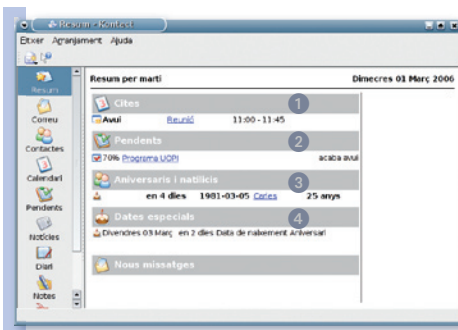 Resum - Kontact
Etxer Arranjament Ajuda
Resum
Correu
Contactes
Calendari
Pendents
Notícies
Diari
Notes
Resum per marti Dimecres 01 Març 2006
Cites 1
Avui Reunió 11:00 - 11:45
Pendents 2
70% Programa UOPI acaba avui
Aniversaris i natilicis 3
en 4 dies 1981-03-05 Carles 25 anys
Dates especials 4
Divendres 03 Març en 2 dies Data de naixement Aniversari
Nous missatges